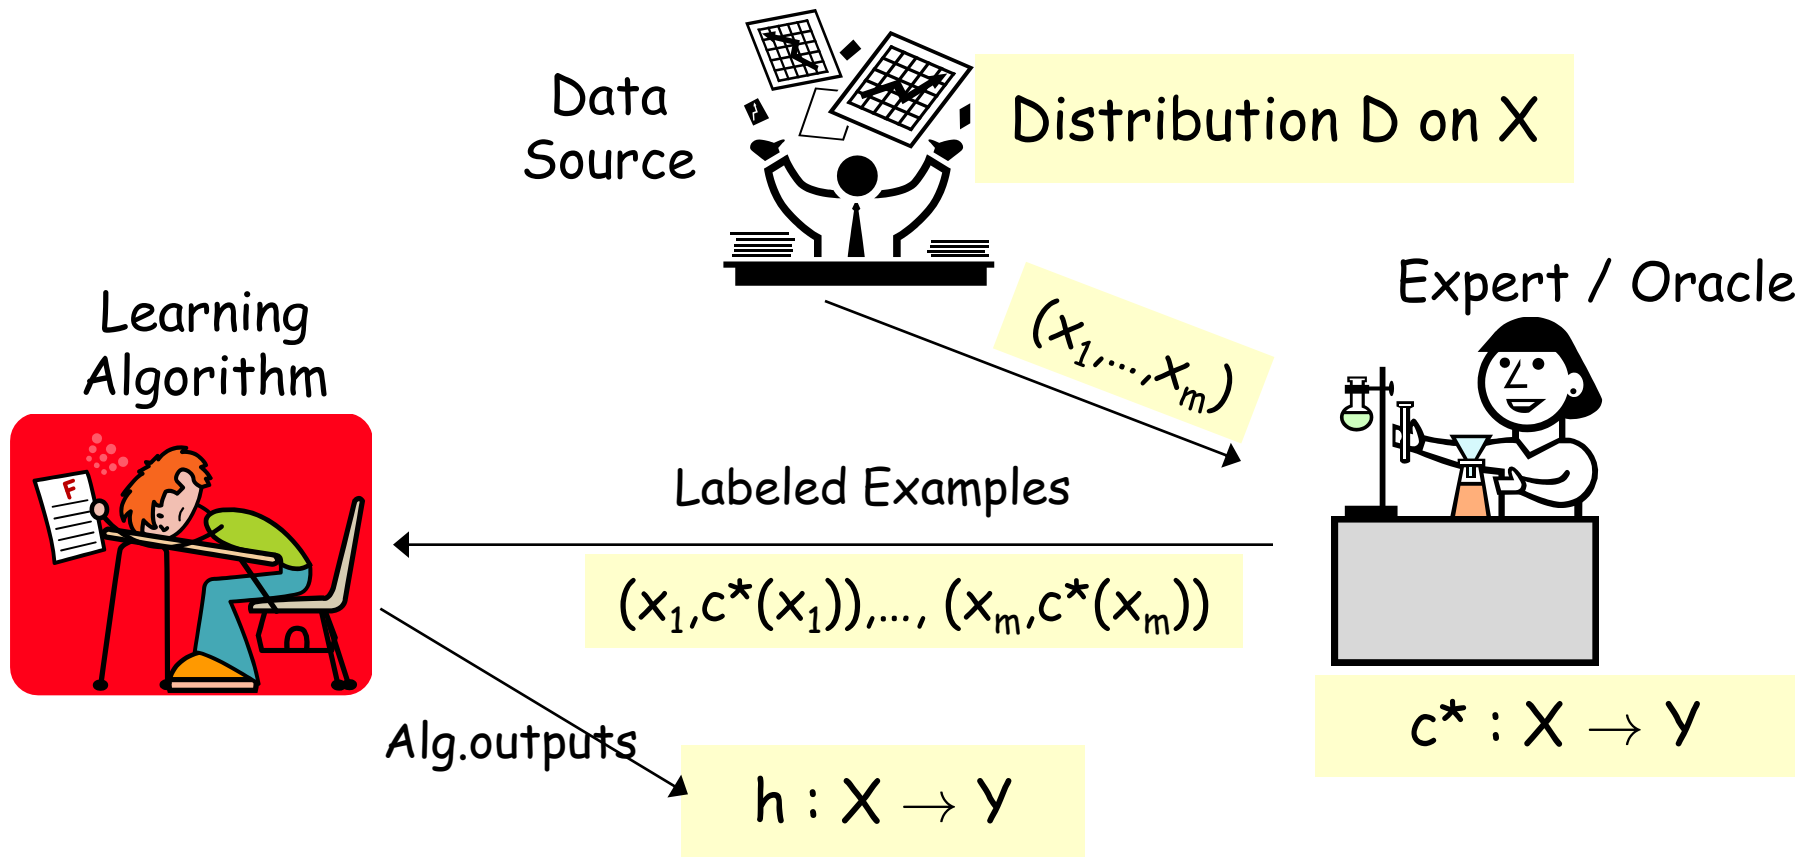 Data
Source
Distribution D on X
Expert / Oracle
Learning
Algorithm
(x₁,...,xₘ)
F
Labeled Examples
(x₁,c*(x₁)),..., (xₘ,c*(xₘ))
c* : X → Y
Alg.outputs
h : X → Y